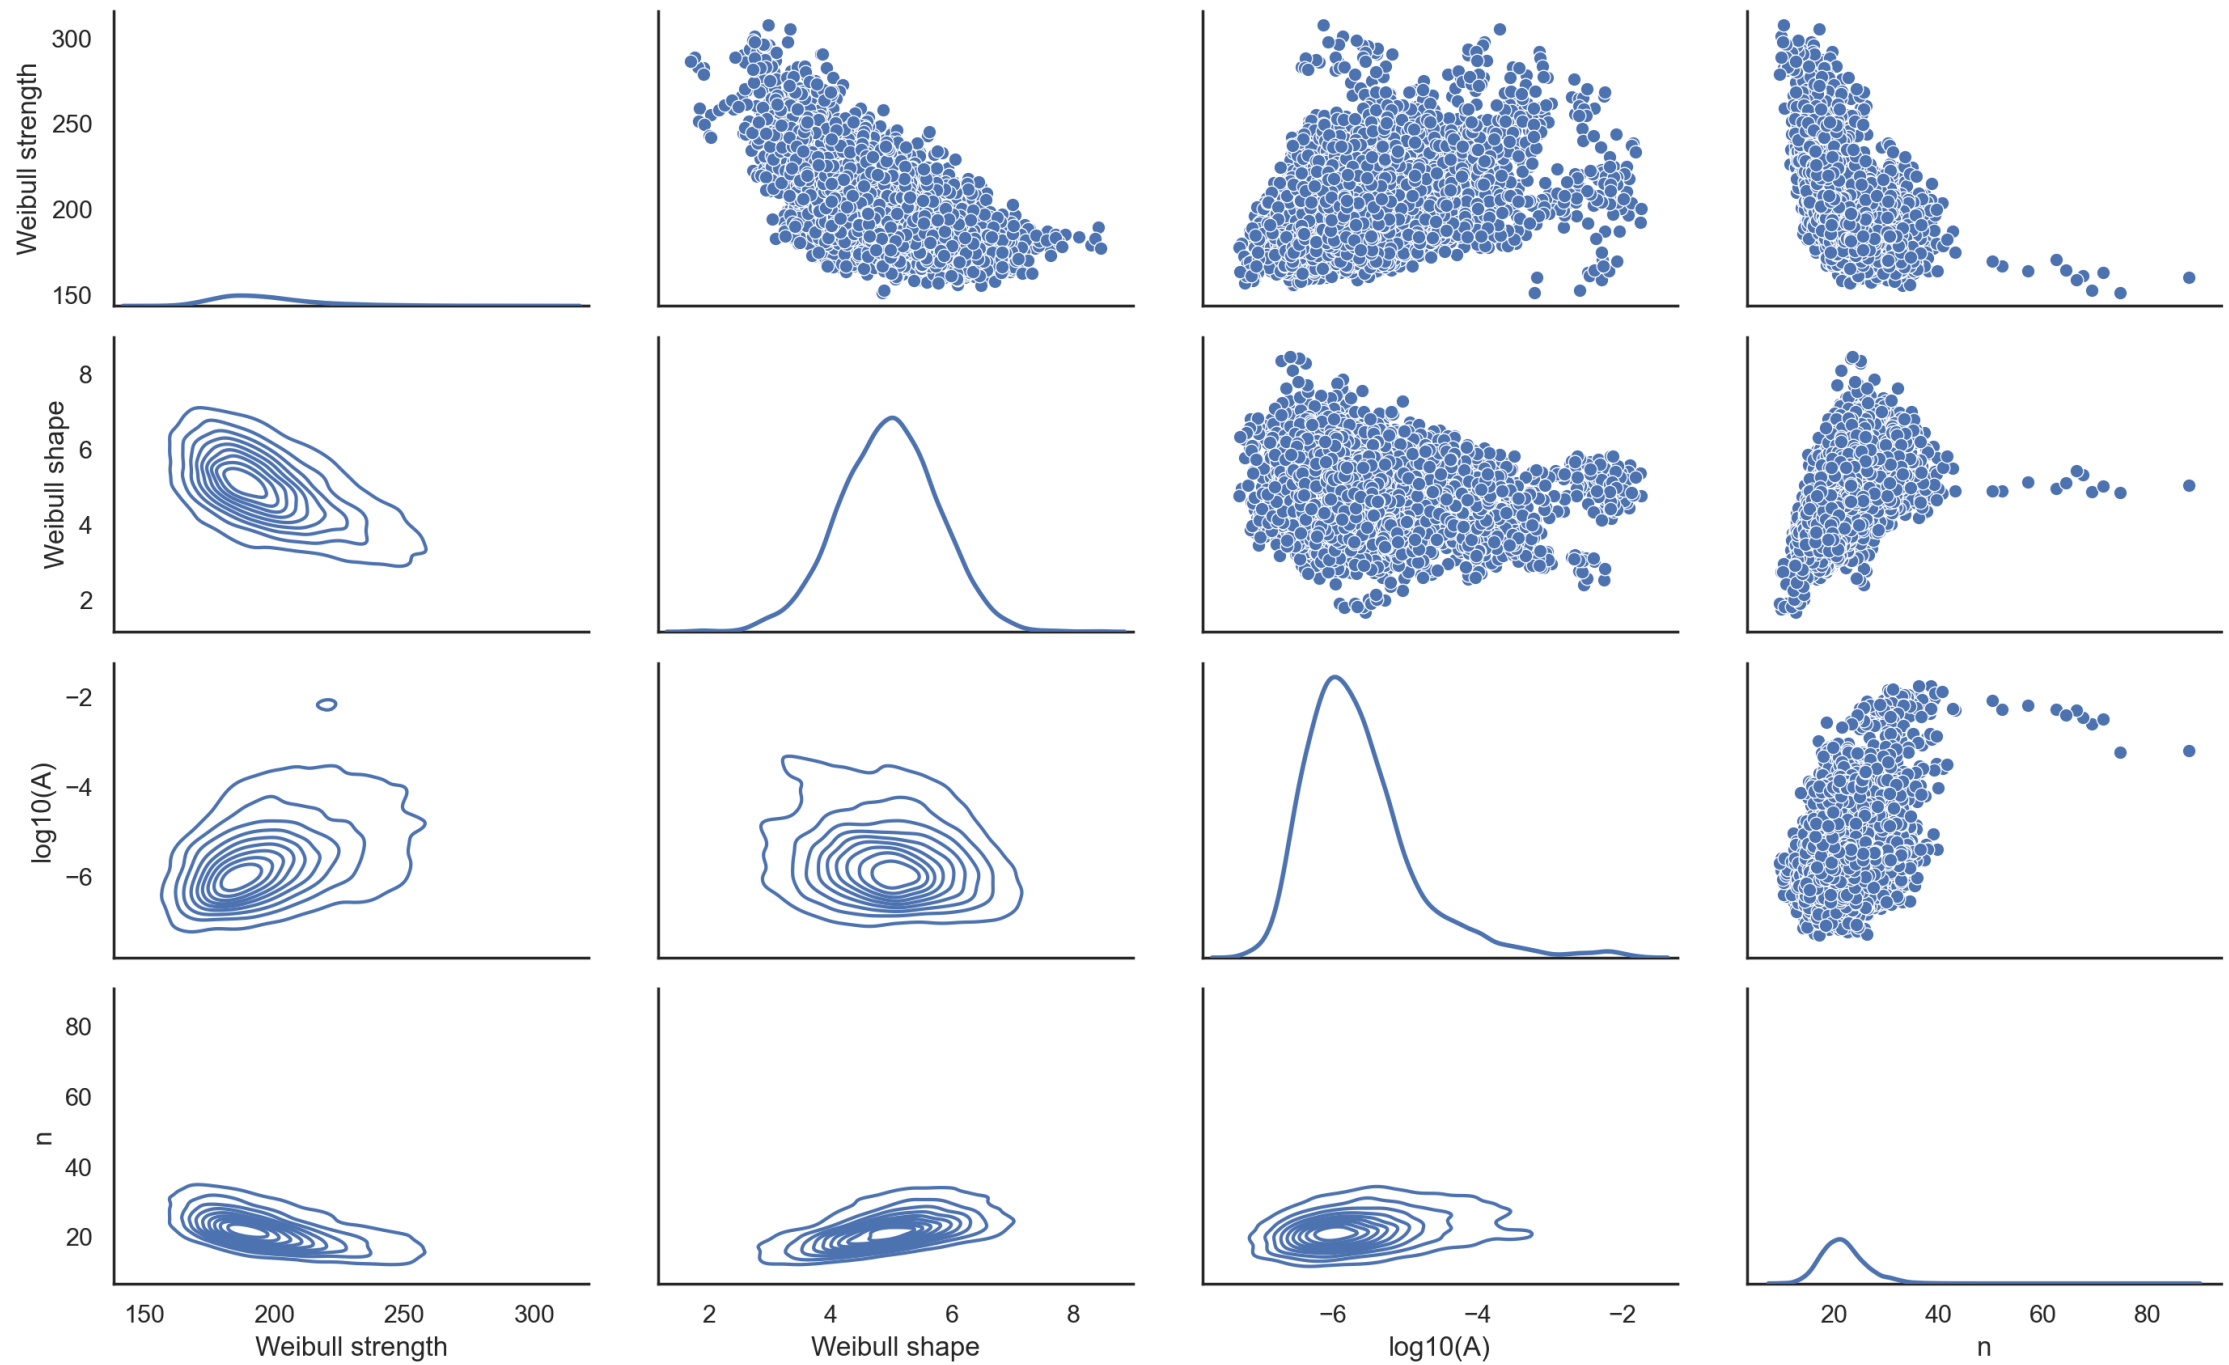 300
250
200
150
Weibull strength
8
6
4
2
Weibull shape
−2
−4
−6
log10(A)
80
60
40
20
n
150 200 250 300
2 4 6 8
−6 −4 −2
20 40 60 80
Weibull strength
Weibull shape
log10(A)
n